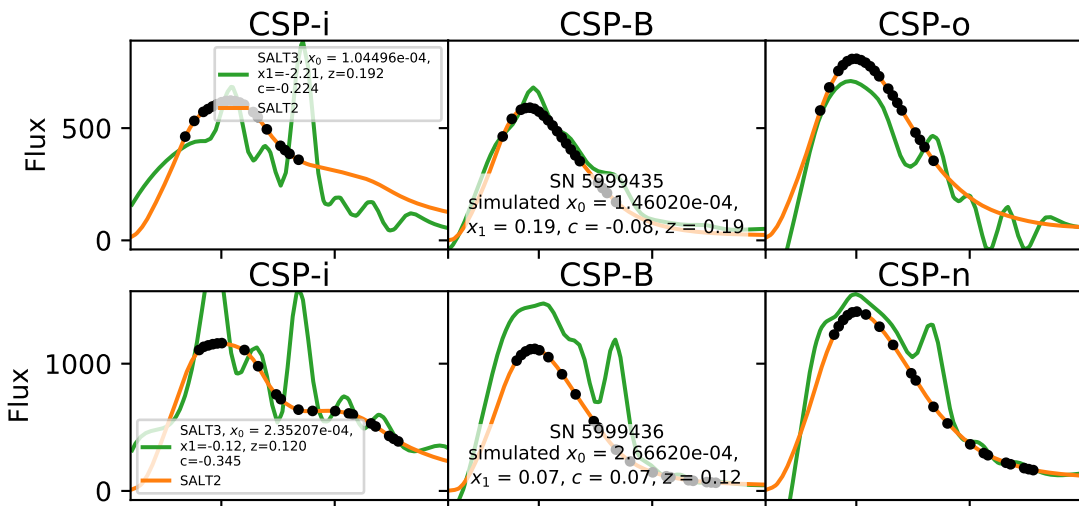 CSP-i
CSP-B
CSP-o
Flux
500
0
SALT3, x₀ = 1.04496e-04,
x1=-2.21, z=0.192
c=-0.224
SALT2
SN 5999435
simulated x₀ = 1.46020e-04,
x₁ = 0.19, c = -0.08, z = 0.19
CSP-i
CSP-B
CSP-n
Flux
1000
0
SALT3, x₀ = 2.35207e-04,
x1=-0.12, z=0.120
c=-0.345
SALT2
SN 5999436
simulated x₀ = 2.66620e-04,
x₁ = 0.07, c = 0.07, z = 0.12